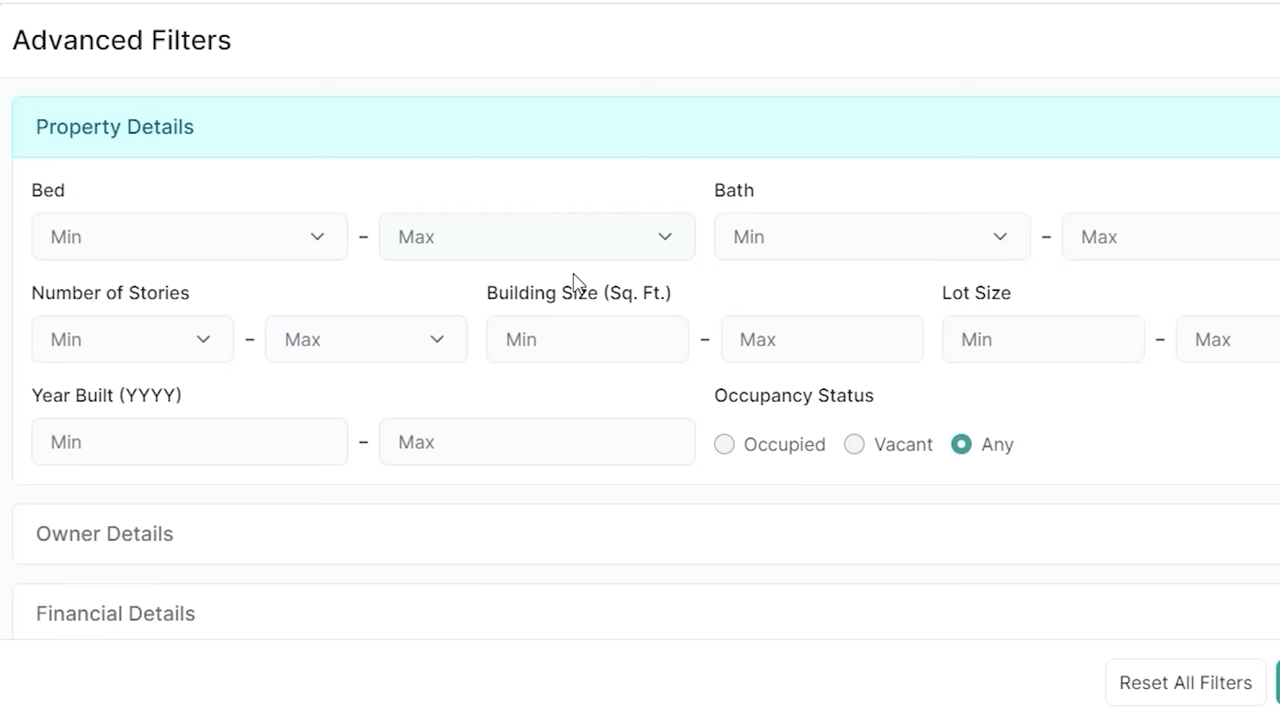 Advanced Filters
Property Details
Bed Bath
Min – Max Min – Max
Number of Stories Building Size (Sq. Ft.) Lot Size
Min – Max Min – Max Min – Max
Year Built (YYYY) Occupancy Status
Min – Max Occupied Vacant Any
Owner Details
Financial Details
Reset All Filters